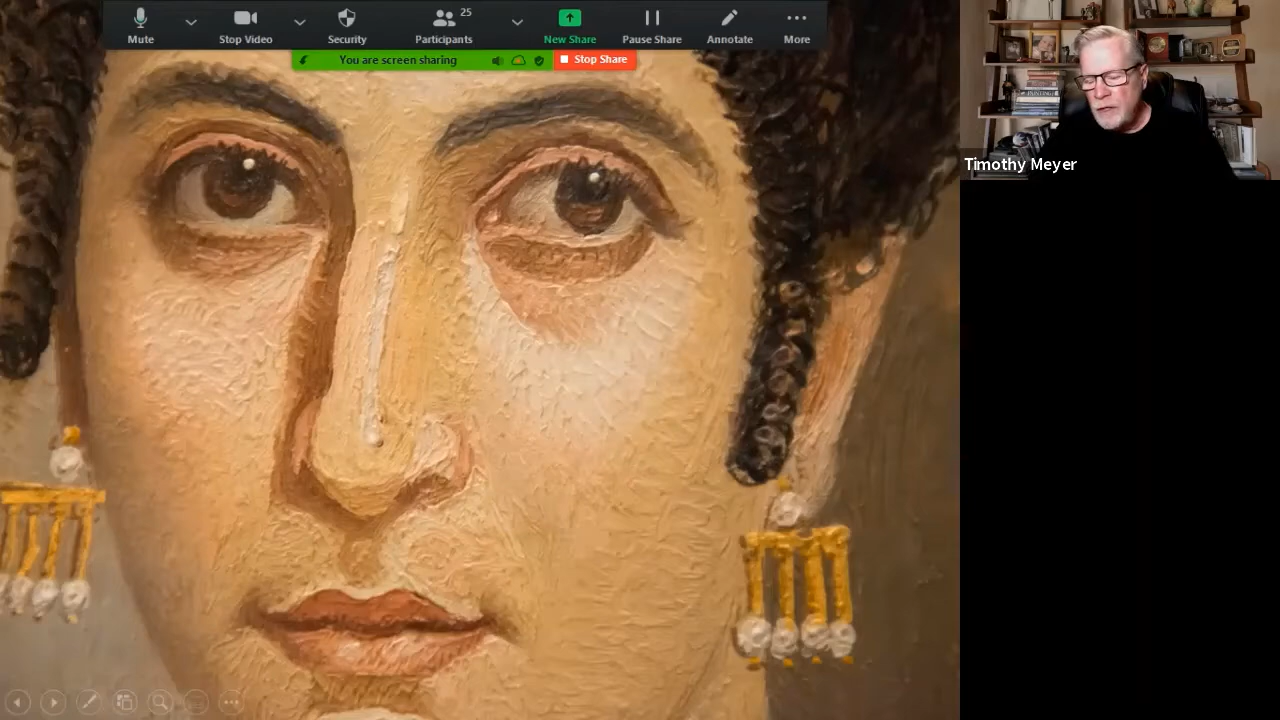 25
Mute
Stop Video
Security
Participants
New Share
Pause Share
Annotate
More
You are screen sharing
Stop Share
Timothy Meyer